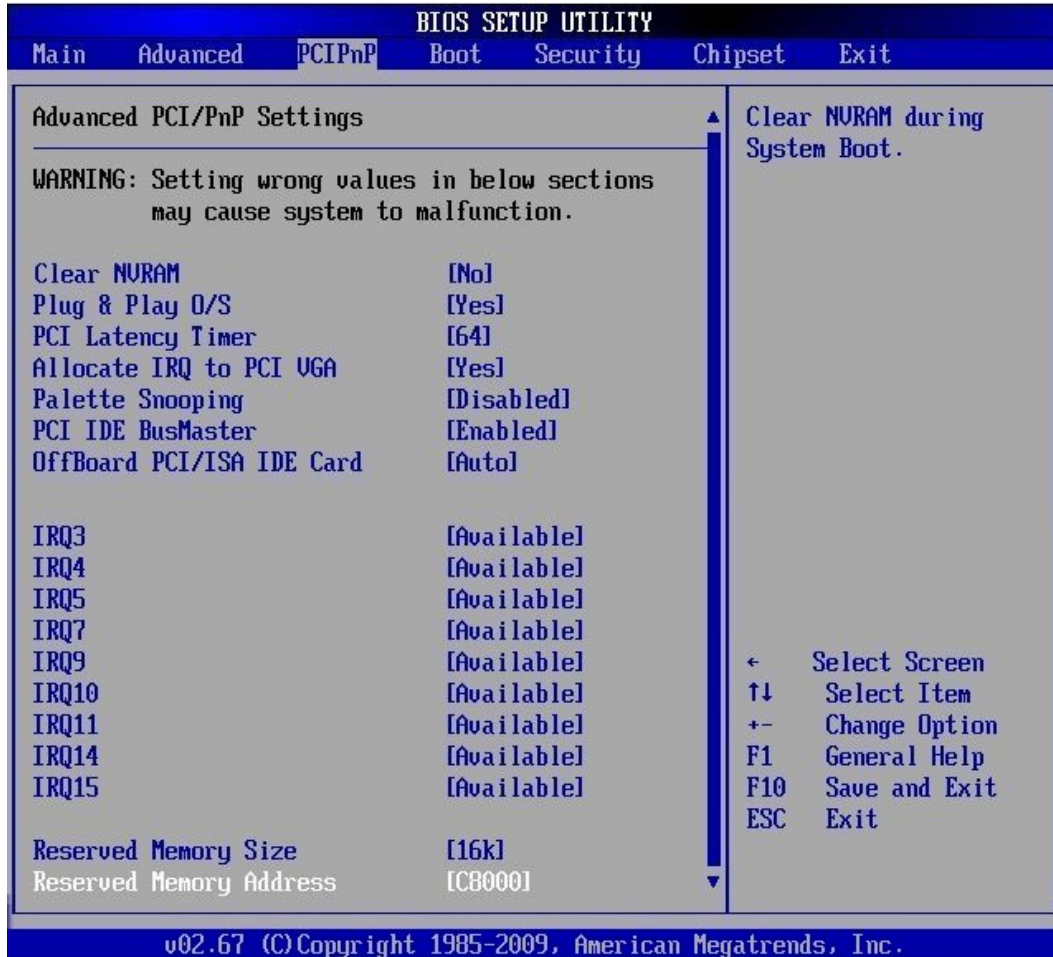 BIOS SETUP UTILITY
Main Advanced PCIPnP Boot Security Chipset Exit
Advanced PCI/PnP Settings
WARNING: Setting wrong values in below sections
may cause system to malfunction.
Clear NVRAM [No]
Plug & Play O/S [Yes]
PCI Latency Timer [64]
Allocate IRQ to PCI VGA [Yes]
Palette Snooping [Disabled]
PCI IDE BusMaster [Enabled]
OffBoard PCI/ISA IDE Card [Auto]
IRQ3 [Available]
IRQ4 [Available]
IRQ5 [Available]
IRQ7 [Available]
IRQ9 [Available]
IRQ10 [Available]
IRQ11 [Available]
IRQ14 [Available]
IRQ15 [Available]
Reserved Memory Size [16k]
Reserved Memory Address [C8000]
Clear NVRAM during
System Boot.
← Select Screen
↑↓ Select Item
+- Change Option
F1 General Help
F10 Save and Exit
ESC Exit
v02.67 (C)Copyright 1985-2009, American Megatrends, Inc.